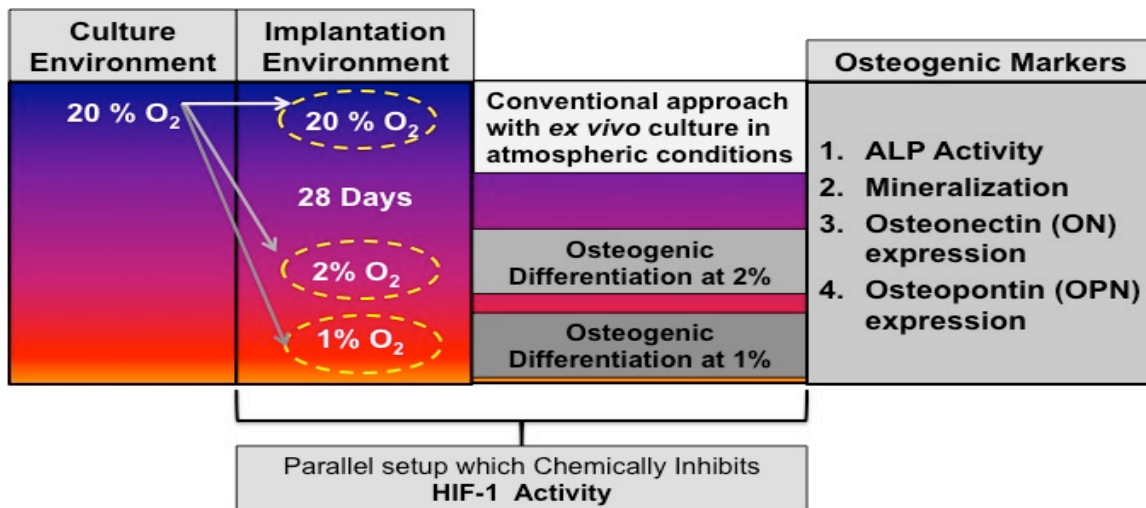 Culture
Environment
Implantation
Environment
Osteogenic Markers
20 % O₂
20 % O₂
28 Days
2% O₂
1% O₂
Conventional approach
with ex vivo culture in
atmospheric conditions
Osteogenic
Differentiation at 2%
Osteogenic
Differentiation at 1%
1. ALP Activity
2. Mineralization
3. Osteonectin (ON)
expression
4. Osteopontin (OPN)
expression
Parallel setup which Chemically Inhibits
HIF-1 Activity